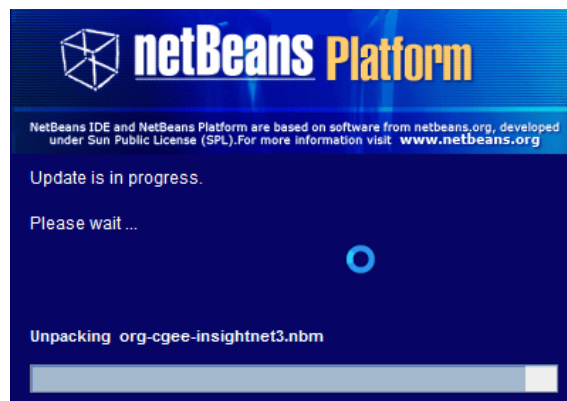 netBeans Platform
NetBeans IDE and NetBeans Platform are based on software from netbeans.org, developed
under Sun Public License (SPL).For more information visit www.netbeans.org
Update is in progress.
Please wait ...
Unpacking org-cgee-insightnet3.nbm